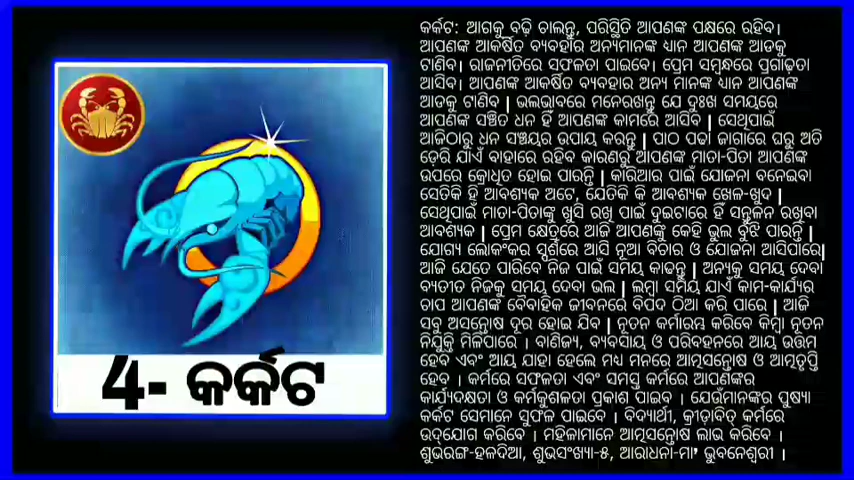 କର୍କଟ: ଆଗକୁ ବଢ଼ି ଚାଲନ୍ତୁ, ପରିସ୍ଥିତି ଆପଣଙ୍କ ପକ୍ଷରେ ରହିବ।
ଆପଣଙ୍କ ଆକର୍ଷିତ ବ୍ୟବହାର ଅନ୍ୟମାନଙ୍କ ଧ୍ୟାନ ଆପଣଙ୍କ ଆଡକୁ
ଟାଣିବ। ରାଜନୀତିରେ ସଫଳତା ପାଇବେ। ପ୍ରେମ ସମ୍ବନ୍ଧରେ ପ୍ରଗାଢ଼ତା
ଆସିବ। ଆପଣଙ୍କ ଆକର୍ଷିତ ବ୍ୟବହାର ଅନ୍ୟ ମାନଙ୍କ ଧ୍ୟାନ ଆପଣଙ୍କ
ଆଡକୁ ଟାଣିବ | ଭଲଭାବରେ ମନେରଖନ୍ତୁ ଯେ ଦୁଃଖ ସମୟରେ
ଆପଣଙ୍କ ସଞ୍ଚିତ ଧନ ହିଁ ଆପଣଙ୍କ କାମରେ ଆସିବ | ସେଥିପାଇଁ
ଆଜିଠାରୁ ଧନ ସଞ୍ଚୟର ଉପାୟ କରନ୍ତୁ | ପାଠ ପଢା ଜାଗାରେ ଘରୁ ଅତି
ଡେରି ଯାଏଁ ବାହାରେ ରହିବ କାରଣରୁ ଆପଣଙ୍କ ମାତା-ପିତା ଆପଣଙ୍କ
ଉପରେ କ୍ରୋଧିତ ହୋଇ ପାରନ୍ତି | କାରିଆର ପାଇଁ ଯୋଜନା ବନେଇବା
ସେତିକି ହିଁ ଆବଶ୍ୟକ ଅଟେ, ଯେତିକି କି ଆବଶ୍ୟକ ଖେଳ-ଖୁଦ |
ସେଥିପାଇଁ ମାତା-ପିତାଙ୍କୁ ଖୁସି ରଖି ପାଇଁ ଦୁଇଟାରେ ହିଁ ସନ୍ତୁଳନ ରଖିବା
ଆବଶ୍ୟକ | ପ୍ରେମ କ୍ଷେତ୍ରରେ ଆଜି ଆପଣଙ୍କୁ କେହି ଭୁଲ ବୁଝି ପାରନ୍ତି |
ଯୋଗ୍ୟ ଲୋକଂକର ସ୍ପର୍ଶରେ ଆସି ନୂଆ ବିଚାର ଓ ଯୋଜନା ଆସିପାରେ|
ଆଜି ଯେତେ ପାରିବେ ନିଜ ପାଇଁ ସମୟ କାଢନ୍ତୁ | ଅନ୍ୟକୁ ସମୟ ଦେବା
ବ୍ୟତୀତ ନିଜକୁ ସମୟ ଦେବା ଭଲ | ଲମ୍ବା ସମୟ ଯାଏଁ କାମ-କାର୍ଯ୍ୟର
ଚାପ ଆପଣଙ୍କ ବୈବାହିକ ଜୀବନରେ ବିପଦ ଠିଆ କରି ପାରେ | ଆଜି
ସବୁ ଅସନ୍ତୋଷ ଦୂର ହୋଇ ଯିବ | ନୂତନ କର୍ମାରମ୍ଭ କରିବେ କିମ୍ବା ନୂତନ
ନିଯୁକ୍ତି ମିଳିପାରେ । ବାଣିଜ୍ୟ, ବ୍ୟବସାୟ ଓ ପରିବହନରେ ଆୟ ଉତ୍ତମ
ହେବ ଏବଂ ଆୟ ଯାହା ହେଲେ ମଧ୍ୟ ମନରେ ଆତ୍ମସନ୍ତୋଷ ଓ ଆତ୍ମତୃପ୍ତି
ହେବ । କର୍ମରେ ସଫଳତା ଏବଂ ସମସ୍ତ କର୍ମରେ ଆପଣଙ୍କର
କାର୍ଯ୍ୟଦକ୍ଷତା ଓ କର୍ମକୁଶଳତା ପ୍ରକାଶ ପାଇବ । ଯେଉଁମାନଙ୍କର ପୁଷ୍ୟା
କର୍କଟ ସେମାନେ ସୁଫଳ ପାଇବେ । ବିଦ୍ୟାର୍ଥୀ, କ୍ରୀଡ଼ାବିତ୍ କର୍ମରେ
ଉଦ୍‌ଯୋଗ କରିବେ । ମହିଳାମାନେ ଆତ୍ମସନ୍ତୋଷ ଲାଭ କରିବେ ।
ଶୁଭରଙ୍ଗ-ହଳଦିଆ, ଶୁଭସଂଖ୍ୟା-୫, ଆରାଧନା-ମା’ ଭୁବନେଶ୍ୱରୀ ।
4- କର୍କଟ